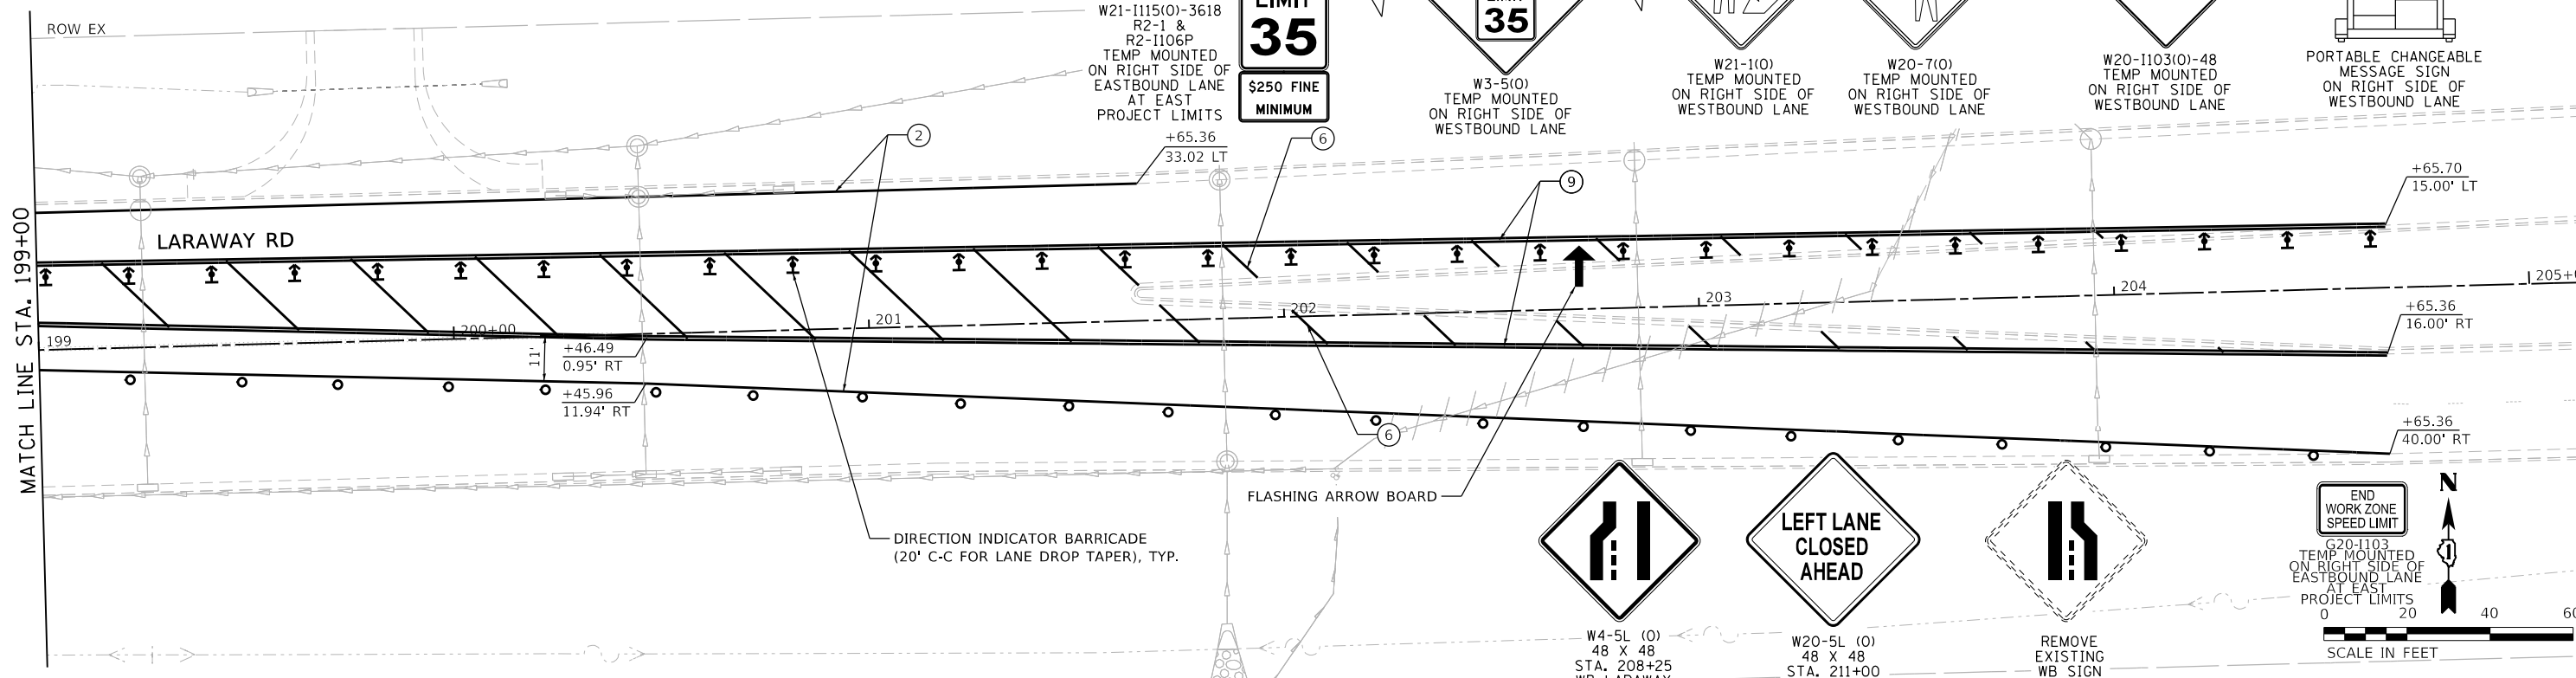 ROW EX
W21-I115(O)-3618
R2-1 &
R2-I106P
TEMP MOUNTED
ON RIGHT SIDE OF
EASTBOUND LANE
AT EAST
PROJECT LIMITS
LIMIT
35
$250 FINE
MINIMUM
LIMIT
35
W3-5(O)
TEMP MOUNTED
ON RIGHT SIDE OF
WESTBOUND LANE
W21-1(O)
TEMP MOUNTED
ON RIGHT SIDE OF
WESTBOUND LANE
W20-7(O)
TEMP MOUNTED
ON RIGHT SIDE OF
WESTBOUND LANE
W20-I103(O)-48
TEMP MOUNTED
ON RIGHT SIDE OF
WESTBOUND LANE
PORTABLE CHANGEABLE
MESSAGE SIGN
ON RIGHT SIDE OF
WESTBOUND LANE
2
+65.36
33.02 LT
6
9
+65.70
15.00' LT
MATCH LINE STA. 199+00
LARAWAY RD
199
200+00
201
202
203
204
205+0
11'
+46.49
0.95' RT
+45.96
11.94' RT
+65.36
16.00' RT
+65.36
40.00' RT
6
FLASHING ARROW BOARD
DIRECTION INDICATOR BARRICADE
(20' C-C FOR LANE DROP TAPER), TYP.
W4-5L (O)
48 X 48
STA. 208+25
WB LARAWAY
LEFT LANE
CLOSED
AHEAD
W20-5L (O)
48 X 48
STA. 211+00
REMOVE
EXISTING
WB SIGN
END
WORK ZONE
SPEED LIMIT
G20-I103
TEMP MOUNTED
ON RIGHT SIDE OF
EASTBOUND LANE
AT EAST
PROJECT LIMITS
N
0 20 40 60
SCALE IN FEET